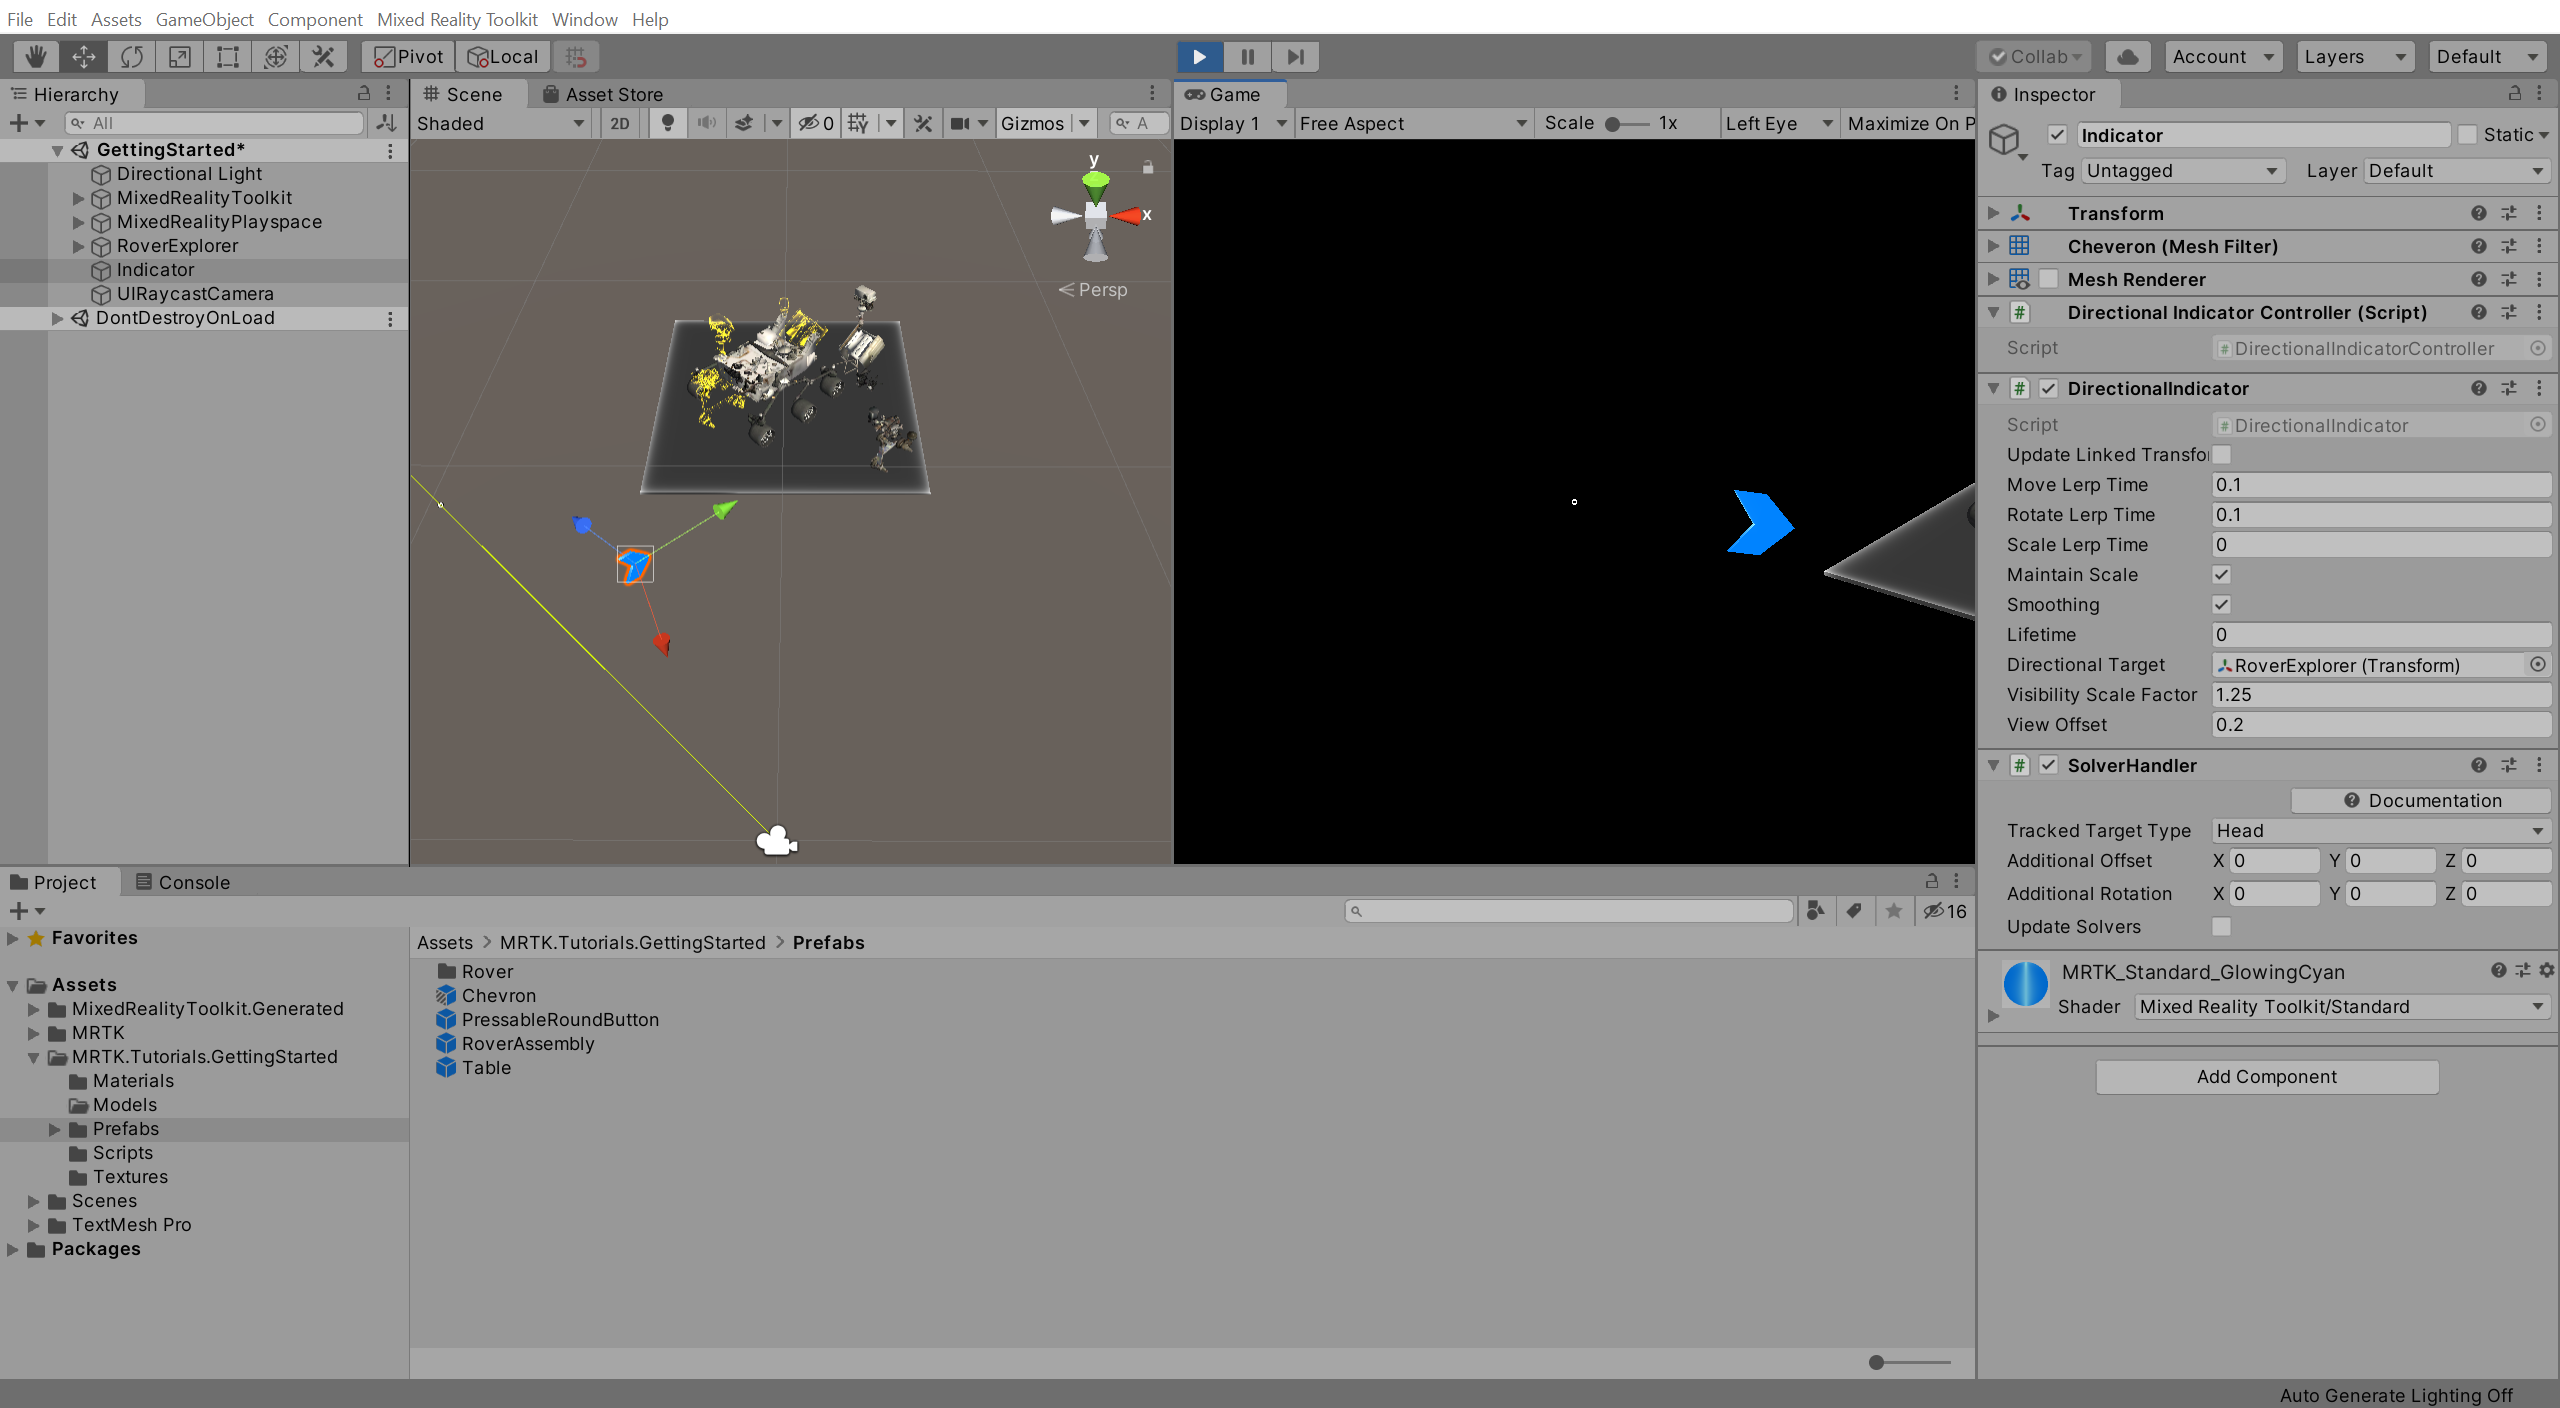 File Edit Assets GameObject Component Mixed Reality Toolkit Window Help
Pivot Local Collab Account Layers Default
Hierarchy
All
GettingStarted*
Directional Light
MixedRealityToolkit
MixedRealityPlayspace
RoverExplorer
Indicator
UIRaycastCamera
DontDestroyOnLoad
Scene Asset Store
Shaded 2D 0 Gizmos A
y
x
Persp
Game
Display 1 Free Aspect Scale 1x Left Eye Maximize On P
Inspector
Indicator Static
Tag Untagged Layer Default
Transform
Cheveron (Mesh Filter)
Mesh Renderer
# Directional Indicator Controller (Script)
Script # DirectionalIndicatorController
# DirectionalIndicator
Script # DirectionalIndicator
Update Linked Transfo
Move Lerp Time 0.1
Rotate Lerp Time 0.1
Scale Lerp Time 0
Maintain Scale
Smoothing
Lifetime 0
Directional Target RoverExplorer (Transform)
Visibility Scale Factor 1.25
View Offset 0.2
# SolverHandler
Documentation
Tracked Target Type Head
Additional Offset X 0 Y 0 Z 0
Additional Rotation X 0 Y 0 Z 0
Update Solvers
MRTK_Standard_GlowingCyan
Shader Mixed Reality Toolkit/Standard
Add Component
Project Console
16
Favorites
Assets
MixedRealityToolkit.Generated
MRTK
MRTK.Tutorials.GettingStarted
Materials
Models
Prefabs
Scripts
Textures
Scenes
TextMesh Pro
Packages
Assets > MRTK.Tutorials.GettingStarted > Prefabs
Rover
Chevron
PressableRoundButton
RoverAssembly
Table
Auto Generate Lighting Off